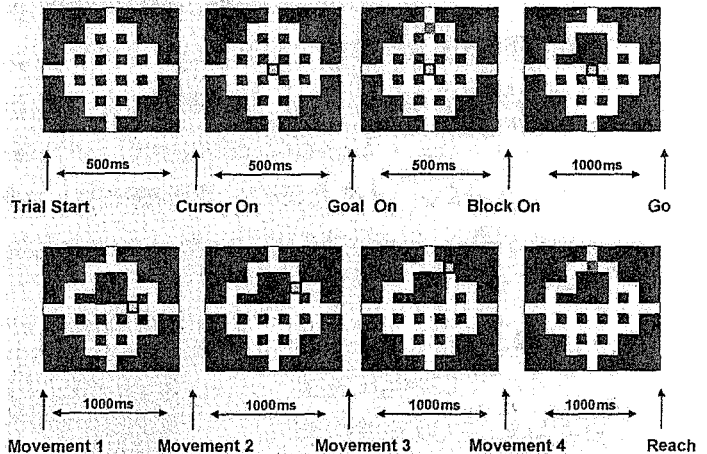 500ms 500ms 500ms 1000ms
Trial Start Cursor On Goal On Block On Go
1000ms 1000ms 1000ms 1000ms
Movement 1 Movement 2 Movement 3 Movement 4 Reach